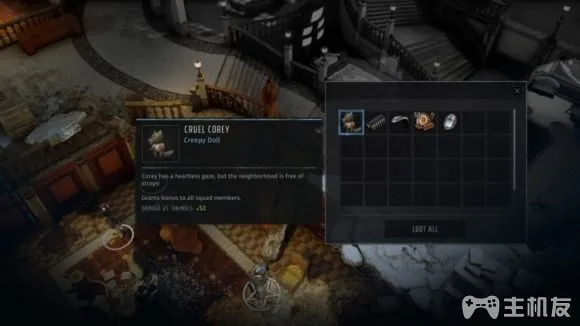 CRUEL COREY
Creepy Doll
Corey has a heartless gaze, but the neighborhood is free of
strays!
Grants bonus to all squad members.
DAMAGE VS. ANIMALS: +5%
LOOT ALL
主机友